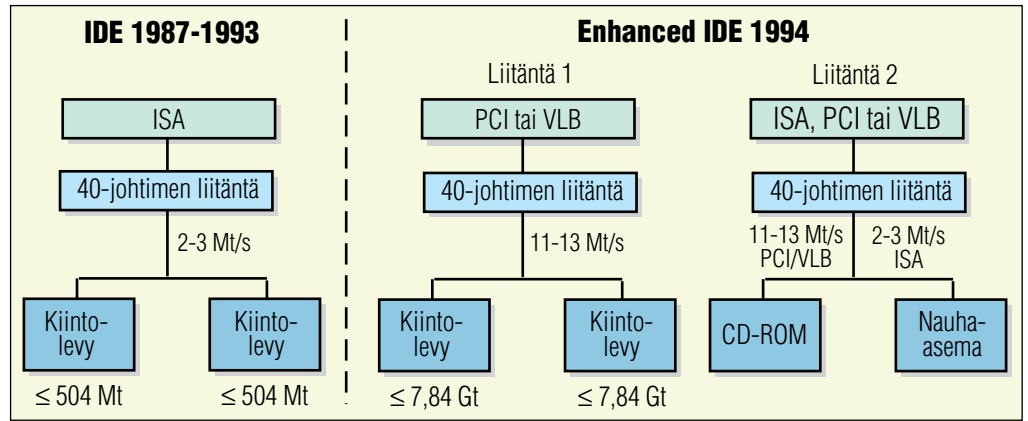 IDE 1987-1993
ISA
40-johtimen liitäntä
2-3 Mt/s
Kiinto-
levy
≤ 504 Mt
Kiinto-
levy
≤ 504 Mt
Enhanced IDE 1994
Liitäntä 1
PCI tai VLB
40-johtimen liitäntä
11-13 Mt/s
Kiinto-
levy
≤ 7,84 Gt
Kiinto-
levy
≤ 7,84 Gt
Liitäntä 2
ISA, PCI tai VLB
40-johtimen liitäntä
11-13 Mt/s
PCI/VLB
2-3 Mt/s
ISA
CD-ROM
Nauha-
asema